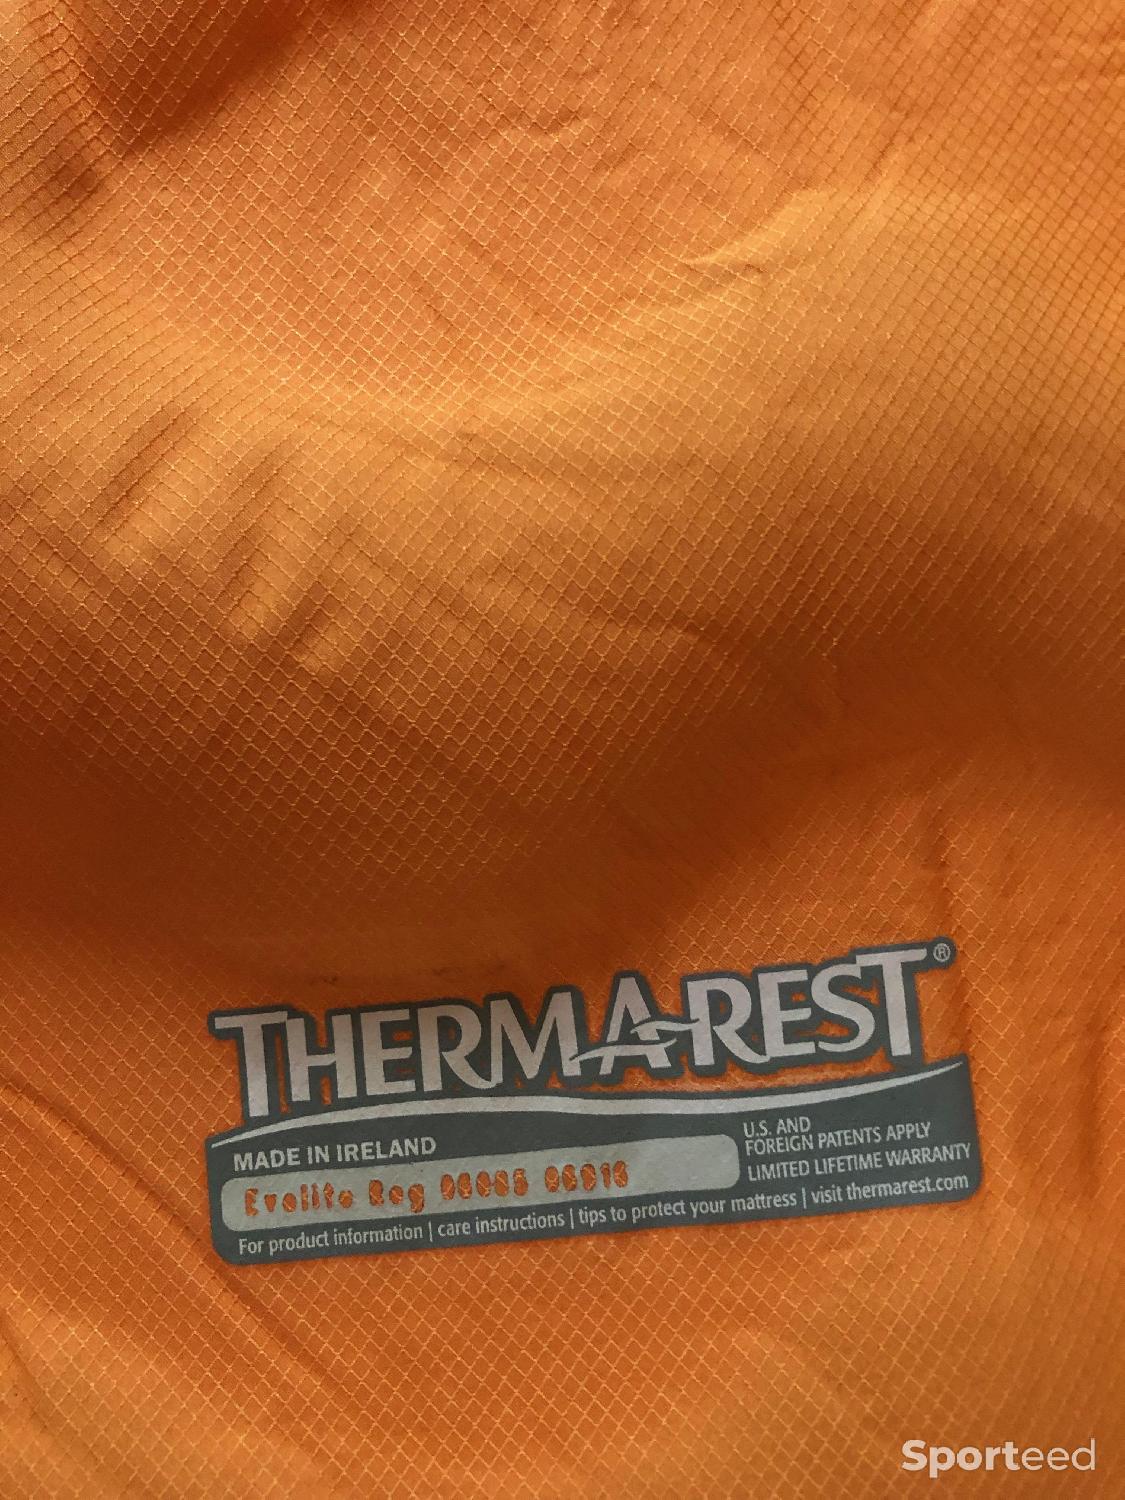 THERMAREST®
MADE IN IRELAND
Evolite Reg
U.S. AND
FOREIGN PATENTS APPLY
LIMITED LIFETIME WARRANTY
For product information | care instructions | tips to protect your mattress | visit thermarest.com
Sporteed